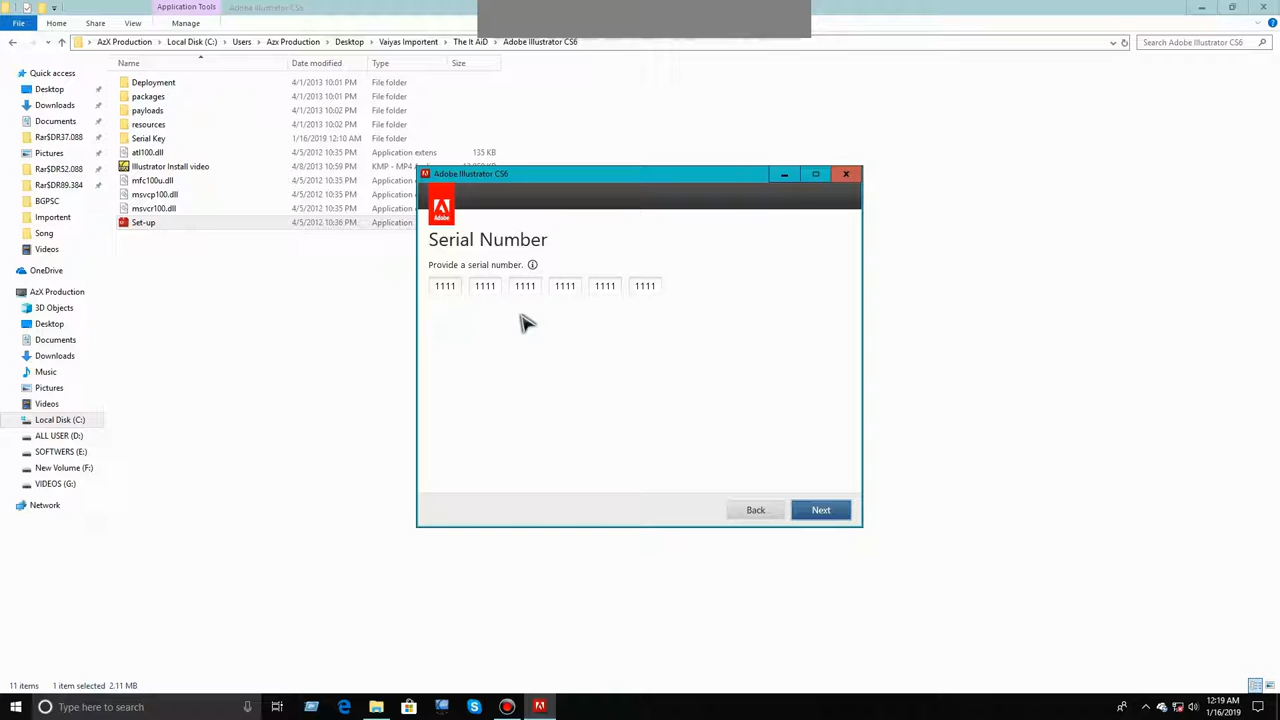 Application Tools
Adobe Illustrator CS6
File
Home
Share
View
Manage
AzX Production
Local Disk (C:)
Users
Azx Production
Desktop
Vaiyas Importent
The It AiD
Adobe Illustrator CS6
Search Adobe Illustrator CS6
Name
Date modified
Type
Size
Quick access
Desktop
Downloads
Documents
Rar$DR37.088
Pictures
Rar$DR52.088
Rar$DR89.384
BGPSC
Importent
Song
Videos
OneDrive
AzX Production
3D Objects
Desktop
Documents
Downloads
Music
Pictures
Videos
Local Disk (C:)
ALL USER (D:)
SOFTWERS (E:)
New Volume (F:)
VIDEOS (G:)
Network
Deployment 4/1/2013 10:01 PM File folder
packages 4/1/2013 10:01 PM File folder
payloads 4/1/2013 10:02 PM File folder
resources 4/1/2013 10:02 PM File folder
Serial Key 1/16/2019 12:10 AM File folder
atl100.dll 4/5/2012 10:35 PM Application extens 135 KB
Illustrator Install video 4/8/2013 10:59 PM KMP - MP4
mfc100u.dll 4/5/2012 10:35 PM Application
msvcp100.dll 4/5/2012 10:35 PM Application
msvcr100.dll 4/5/2012 10:35 PM Application
Set-up 4/5/2012 10:36 PM Application
Adobe Illustrator CS6
Adobe
Serial Number
Provide a serial number.
1111 1111 1111 1111 1111 1111
Back
Next
11 items
1 item selected 2.11 MB
Type here to search
12:19 AM
1/16/2019